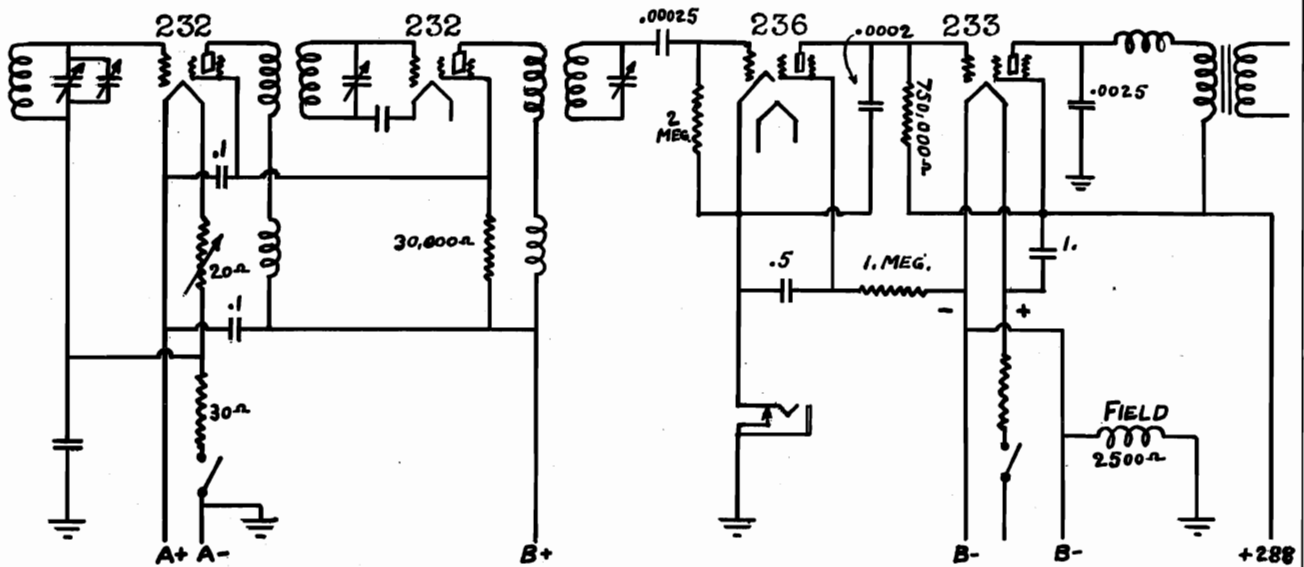 232
232
.00025
236
.0002
233
.0025
2
MEG.
750,000Ω
.1
20Ω
30,000Ω
.5
1. MEG.
1.
-
+
.1
30Ω
FIELD
2500Ω
A+
A-
B+
B-
B-
+288